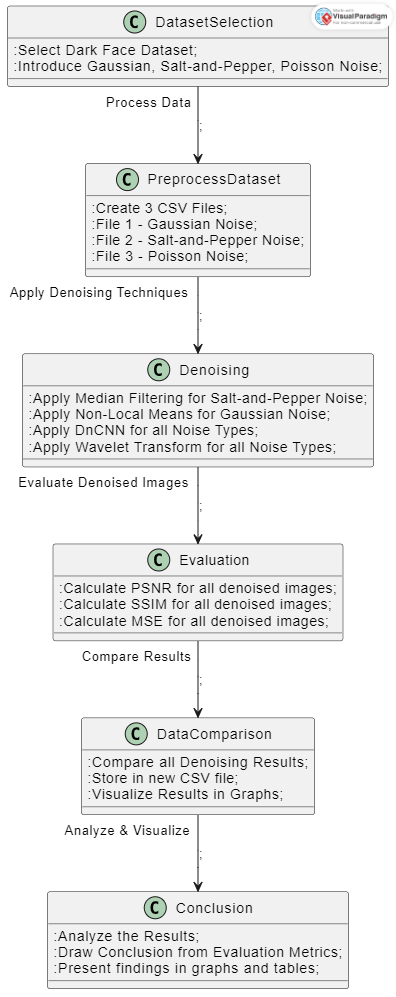 C DatasetSelection
Made with
VisualParadigm
For non-commercial use
:Select Dark Face Dataset;
:Introduce Gaussian, Salt-and-Pepper, Poisson Noise;
Process Data
:;
C PreprocessDataset
:Create 3 CSV Files;
:File 1 - Gaussian Noise;
:File 2 - Salt-and-Pepper Noise;
:File 3 - Poisson Noise;
Apply Denoising Techniques
:;
C Denoising
:Apply Median Filtering for Salt-and-Pepper Noise;
:Apply Non-Local Means for Gaussian Noise;
:Apply DnCNN for all Noise Types;
:Apply Wavelet Transform for all Noise Types;
Evaluate Denoised Images
:;
C Evaluation
:Calculate PSNR for all denoised images;
:Calculate SSIM for all denoised images;
:Calculate MSE for all denoised images;
Compare Results
:;
C DataComparison
:Compare all Denoising Results;
:Store in new CSV file;
:Visualize Results in Graphs;
Analyze & Visualize
:;
C Conclusion
:Analyze the Results;
:Draw Conclusion from Evaluation Metrics;
:Present findings in graphs and tables;